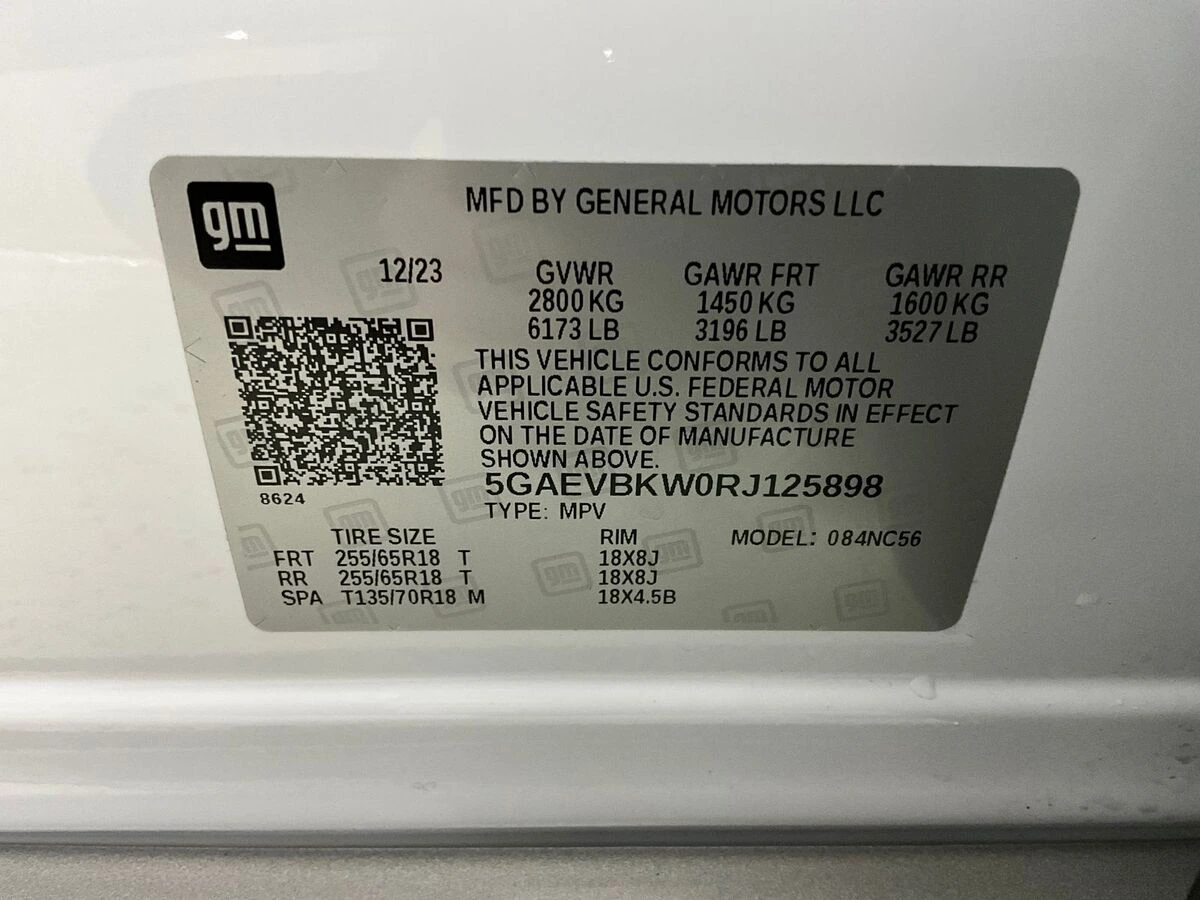 gm
MFD BY GENERAL MOTORS LLC
12/23 GVWR GAWR FRT GAWR RR
2800 KG 1450 KG 1600 KG
6173 LB 3196 LB 3527 LB
THIS VEHICLE CONFORMS TO ALL
APPLICABLE U.S. FEDERAL MOTOR
VEHICLE SAFETY STANDARDS IN EFFECT
ON THE DATE OF MANUFACTURE
SHOWN ABOVE.
8624
5GAEVBKW0RJ125898
TYPE: MPV
TIRE SIZE RIM MODEL: 084NC56
FRT 255/65R18 T 18X8J
RR 255/65R18 T 18X8J
SPA T135/70R18 M 18X4.5B